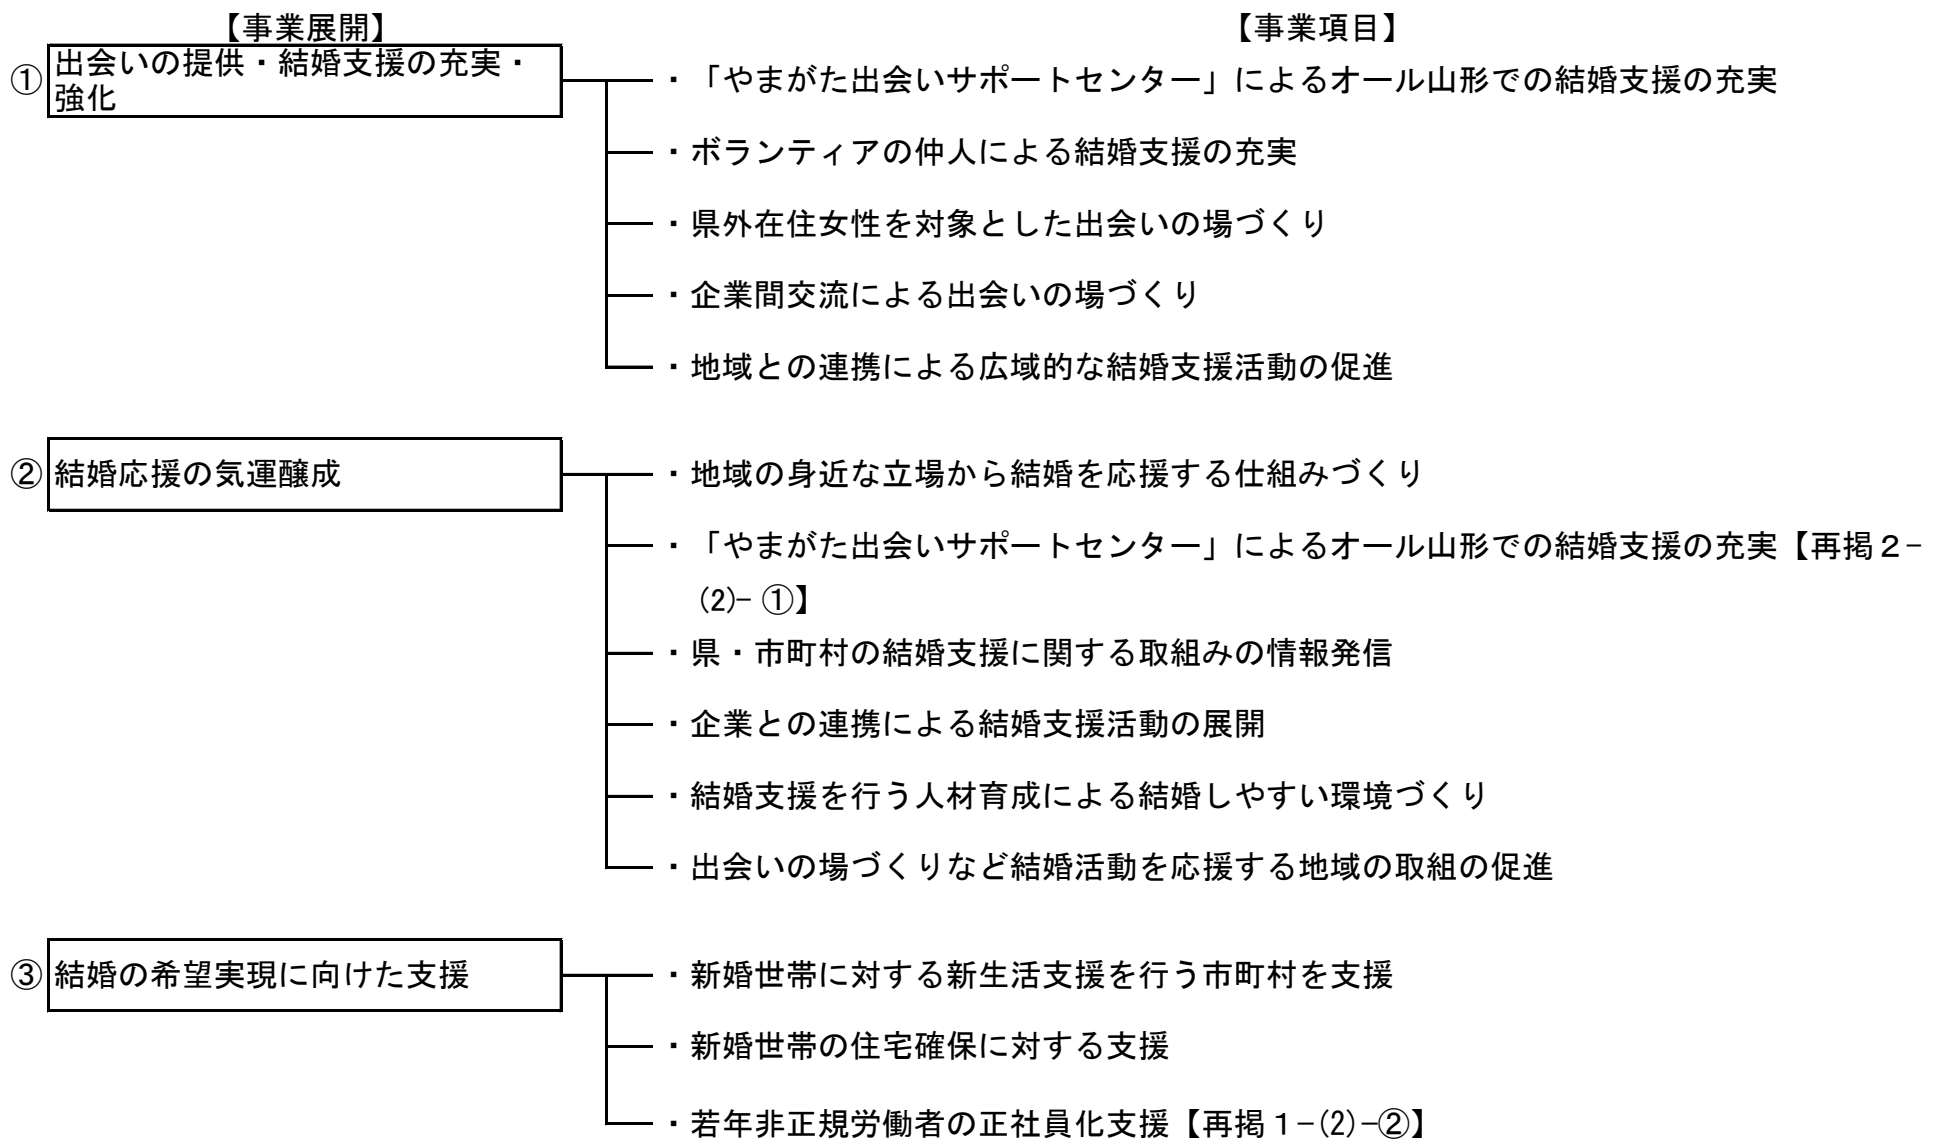 【事業展開】 【事業項目】
① 出会いの提供・結婚支援の充実・
強化
・「やまがた出会いサポートセンター」によるオール山形での結婚支援の充実
・ボランティアの仲人による結婚支援の充実
・県外在住女性を対象とした出会いの場づくり
・企業間交流による出会いの場づくり
・地域との連携による広域的な結婚支援活動の促進
② 結婚応援の気運醸成
・地域の身近な立場から結婚を応援する仕組みづくり
・「やまがた出会いサポートセンター」によるオール山形での結婚支援の充実【再掲２-
(2)-①】
・県・市町村の結婚支援に関する取組みの情報発信
・企業との連携による結婚支援活動の展開
・結婚支援を行う人材育成による結婚しやすい環境づくり
・出会いの場づくりなど結婚活動を応援する地域の取組の促進
③ 結婚の希望実現に向けた支援
・新婚世帯に対する新生活支援を行う市町村を支援
・新婚世帯の住宅確保に対する支援
・若年非正規労働者の正社員化支援【再掲１-(2)-②】